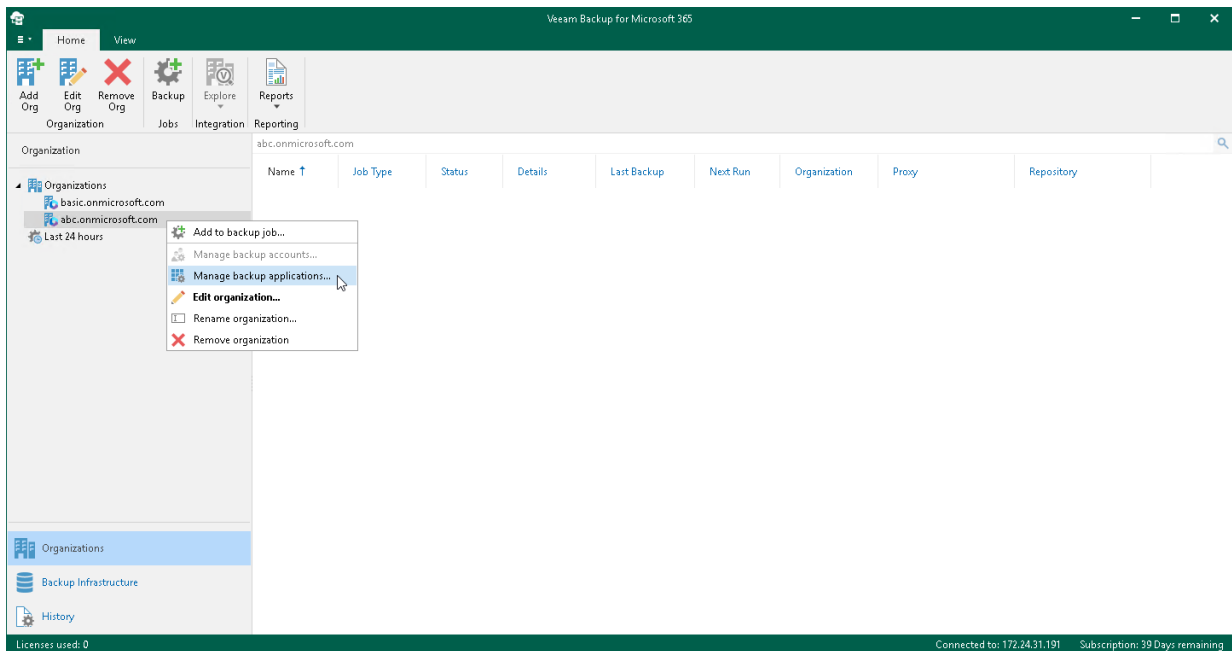 Veeam Backup for Microsoft 365
Home View
Add Org
Edit Org
Remove Org
Backup
Explore
Reports
Organization Jobs Integration Reporting
Organization
abc.onmicrosoft.com
Name Job Type Status Details Last Backup Next Run Organization Proxy Repository
Organizations
basic.onmicrosoft.com
abc.onmicrosoft.com
Last 24 hours
Add to backup job...
Manage backup accounts...
Manage backup applications...
Edit organization...
Rename organization...
Remove organization
Organizations
Backup Infrastructure
History
Licenses used: 0 Connected to: 172.24.31.191 Subscription: 39 Days remaining